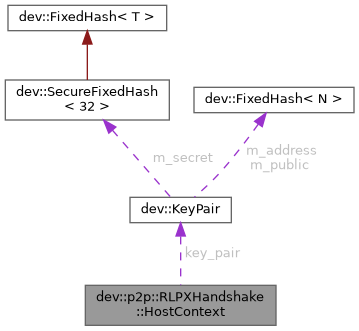 dev::FixedHash< T >
dev::SecureFixedHash
< 32 >
dev::FixedHash< N >
m_secret
m_address
m_public
dev::KeyPair
key_pair
dev::p2p::RLPXHandshake
::HostContext